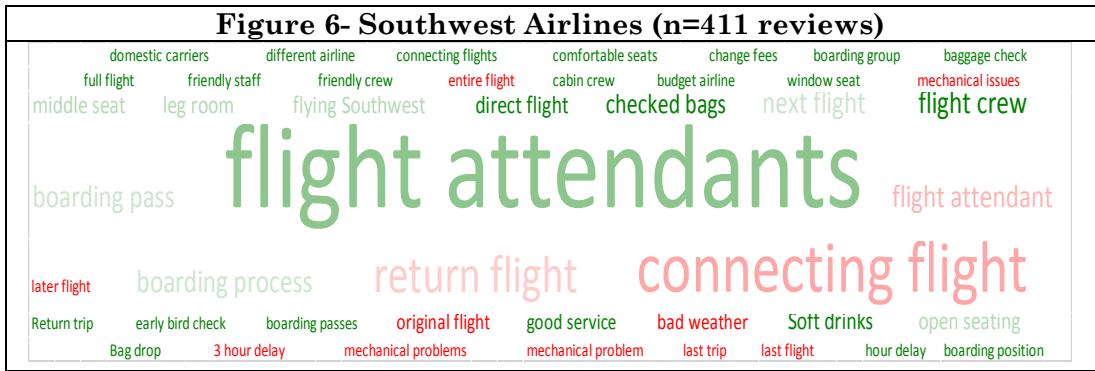 Figure 6- Southwest Airlines (n=411 reviews)
domestic carriers different airline connecting flights comfortable seats change fees boarding group baggage check
full flight friendly staff friendly crew entire flight cabin crew budget airline window seat mechanical issues
middle seat leg room flying Southwest direct flight checked bags next flight flight crew
boarding pass flight attendants flight attendant
later flight boarding process return flight connecting flight
Return trip early bird check boarding passes original flight good service bad weather Soft drinks open seating
Bag drop 3 hour delay mechanical problems mechanical problem last trip last flight hour delay boarding position